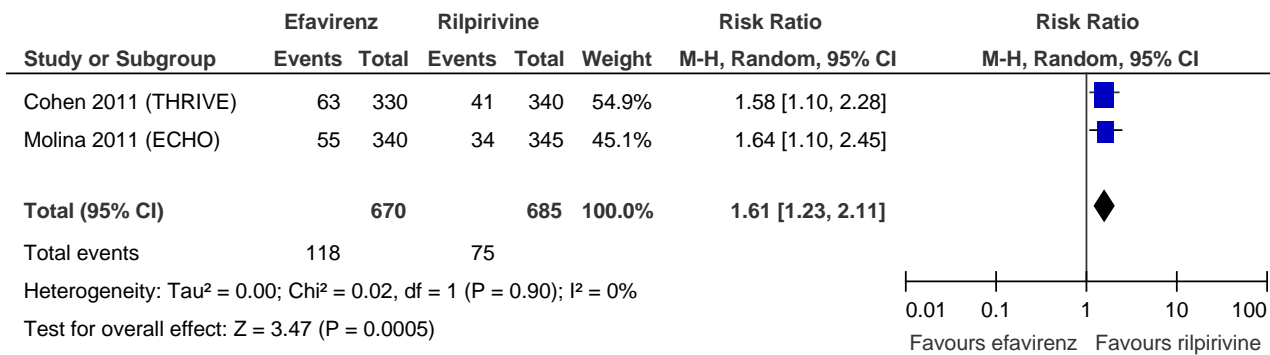 Efavirenz Rilpirivine Risk Ratio Risk Ratio
Study or Subgroup Events Total Events Total Weight M-H, Random, 95% CI M-H, Random, 95% CI
Cohen 2011 (THRIVE) 63 330 41 340 54.9% 1.58 [1.10, 2.28]
Molina 2011 (ECHO) 55 340 34 345 45.1% 1.64 [1.10, 2.45]
Total (95% CI) 670 685 100.0% 1.61 [1.23, 2.11]
Total events 118 75
Heterogeneity: Tau² = 0.00; Chi² = 0.02, df = 1 (P = 0.90); I² = 0%
Test for overall effect: Z = 3.47 (P = 0.0005)
0.01 0.1 1 10 100
Favours efavirenz Favours rilpirivine